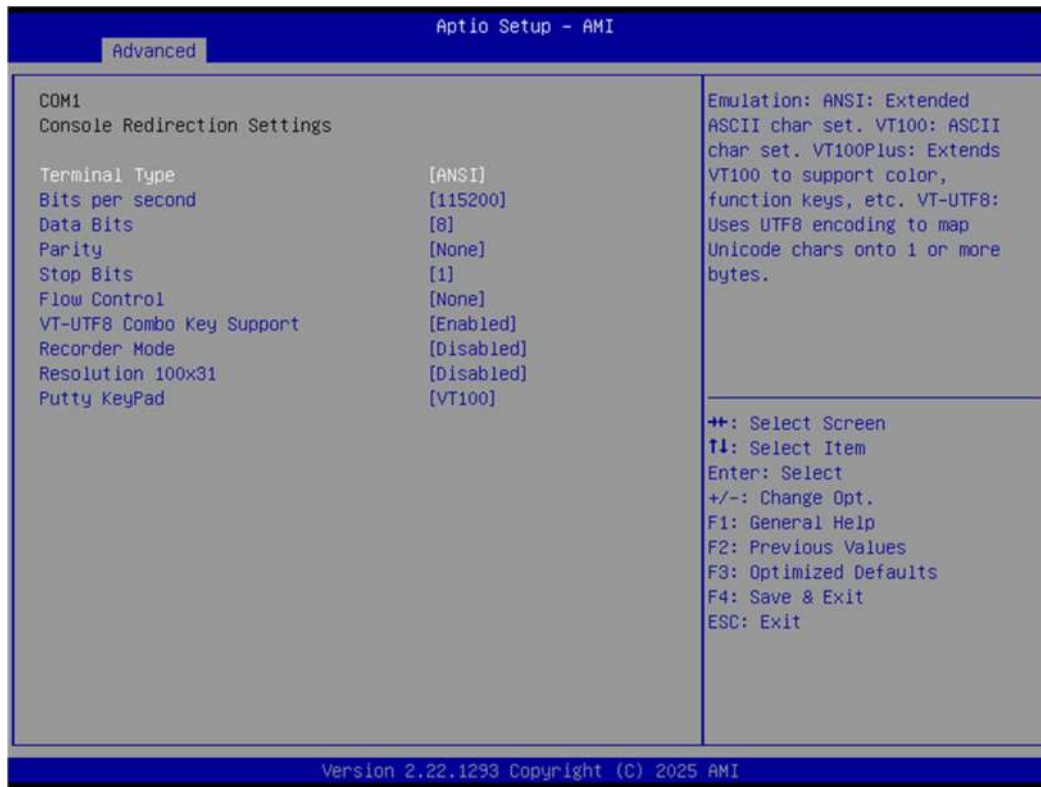 Aptio Setup – AMI
Advanced
COM1
Console Redirection Settings
Terminal Type [ANSI]
Bits per second [115200]
Data Bits [8]
Parity [None]
Stop Bits [1]
Flow Control [None]
VT-UTF8 Combo Key Support [Enabled]
Recorder Mode [Disabled]
Resolution 100x31 [Disabled]
Putty KeyPad [VT100]
Emulation: ANSI: Extended
ASCII char set. VT100: ASCII
char set. VT100Plus: Extends
VT100 to support color,
function keys, etc. VT-UTF8:
Uses UTF8 encoding to map
Unicode chars onto 1 or more
bytes.
→←: Select Screen
↑↓: Select Item
Enter: Select
+/-: Change Opt.
F1: General Help
F2: Previous Values
F3: Optimized Defaults
F4: Save & Exit
ESC: Exit
Version 2.22.1293 Copyright (C) 2025 AMI